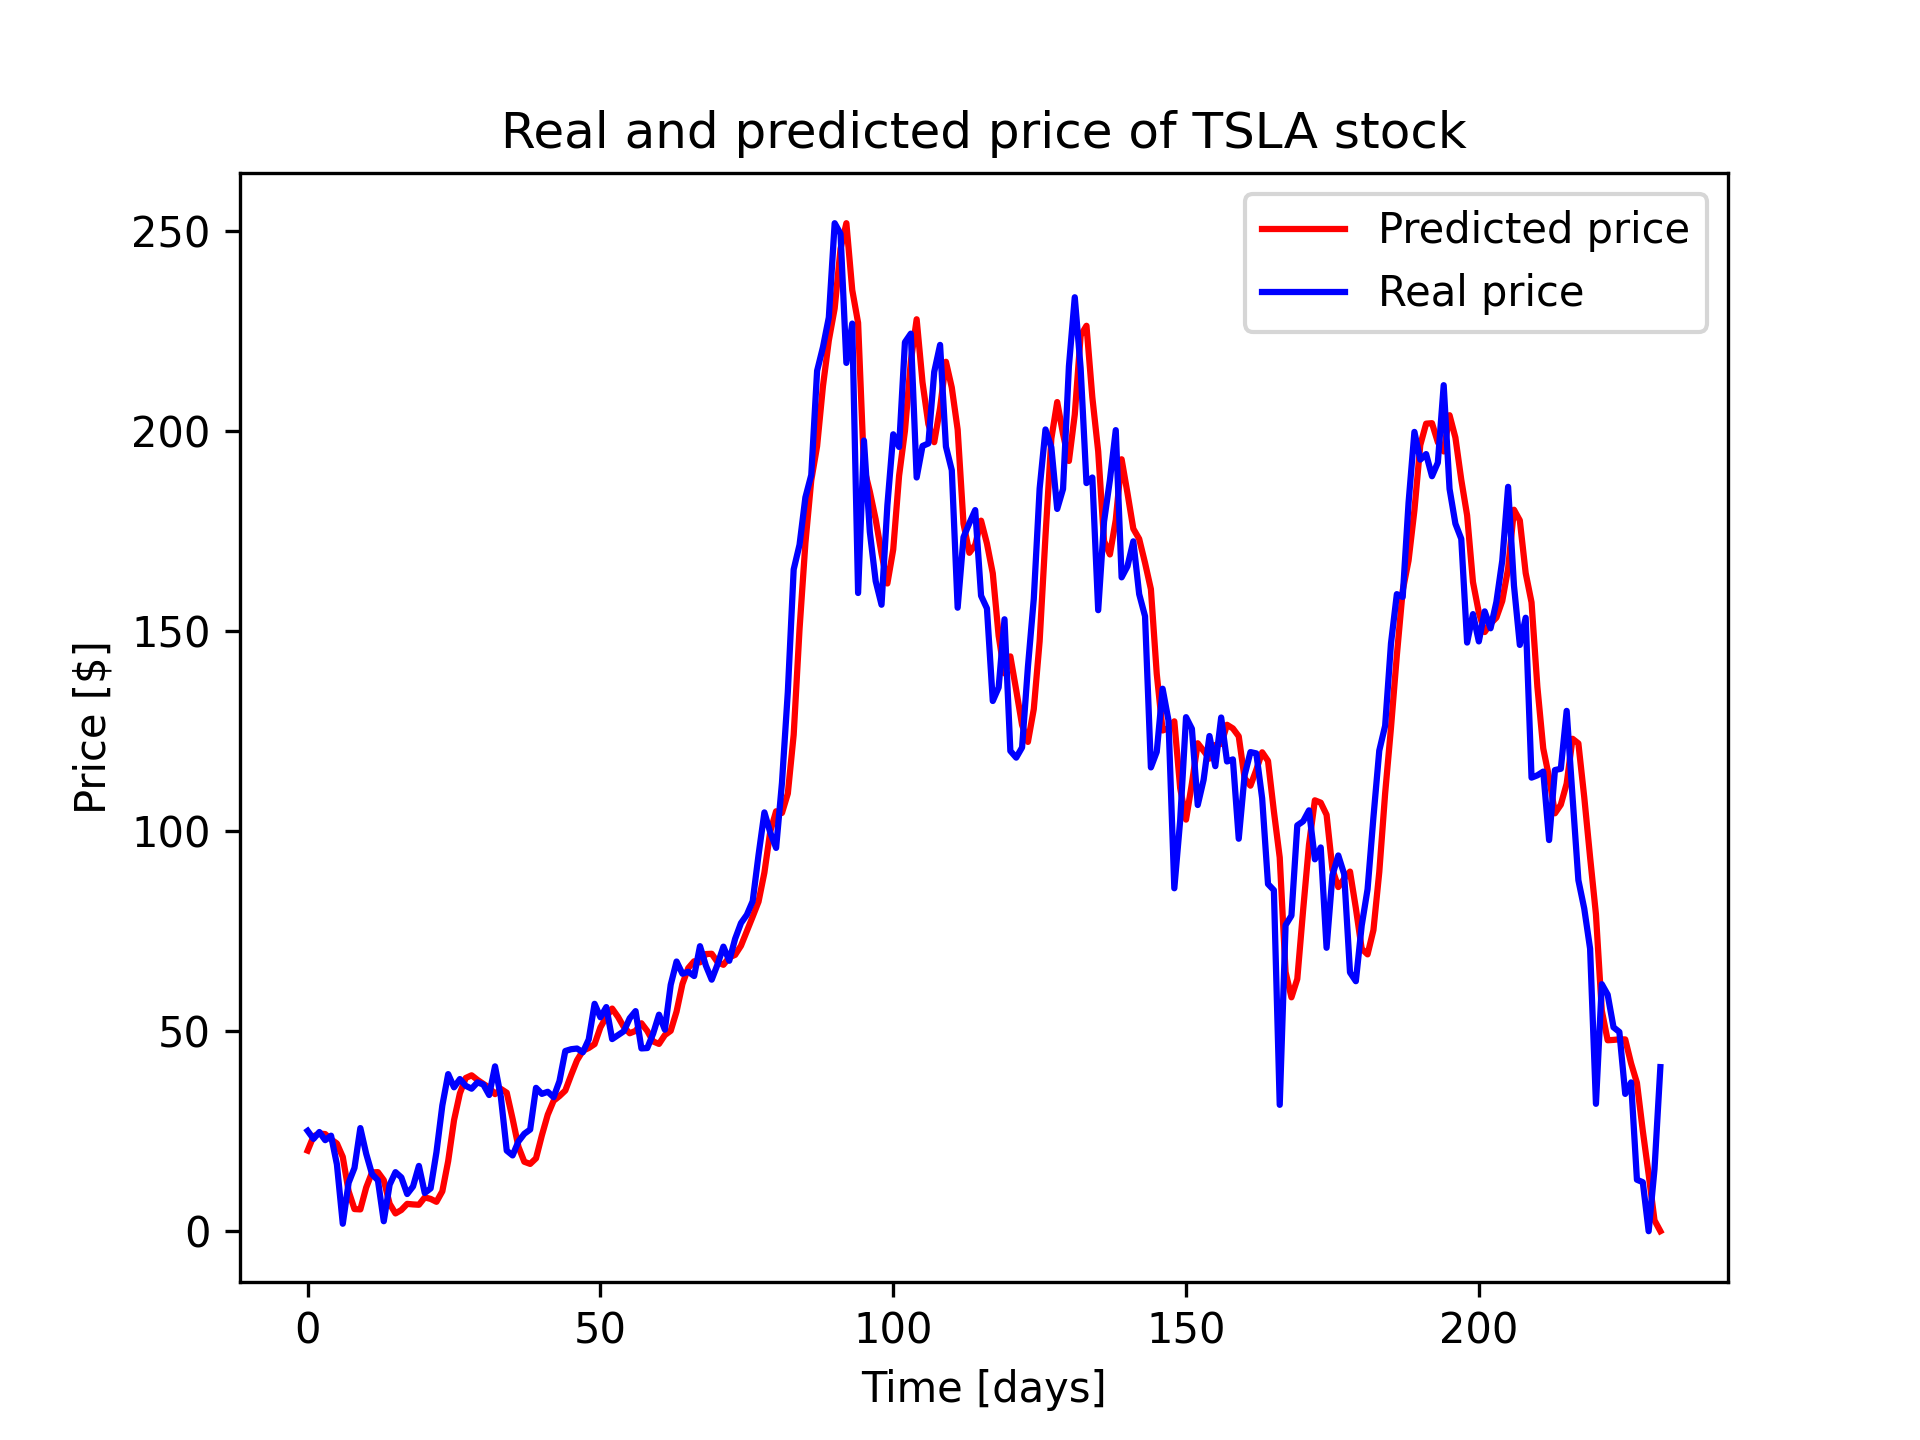 Real and predicted price of TSLA stock
Predicted price
Real price
Price [$]
250
200
150
100
50
0
0 50 100 150 200
Time [days]